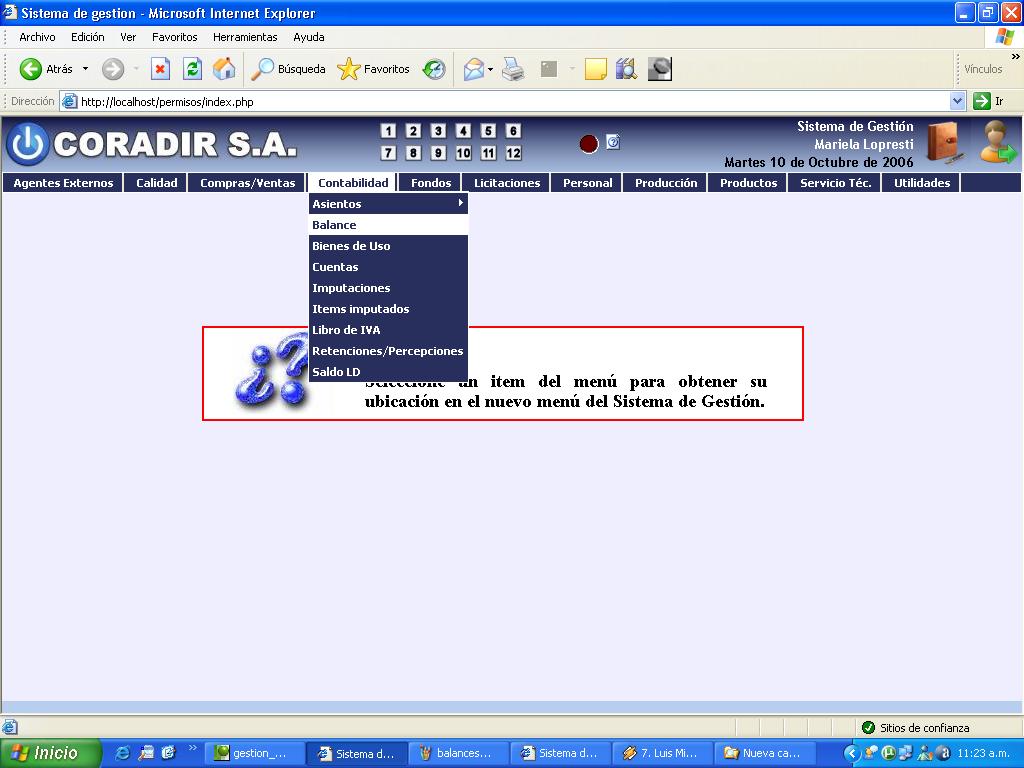 Sistema de gestion - Microsoft Internet Explorer
Archivo Edición Ver Favoritos Herramientas Ayuda
Atrás Búsqueda Favoritos Vínculos »
Dirección http://localhost/permisos/index.php Ir
CORADIR S.A.
1 2 3 4 5 6
7 8 9 10 11 12
Sistema de Gestión
Mariela Lopresti
Martes 10 de Octubre de 2006
Agentes Externos Calidad Compras/Ventas Contabilidad Fondos Licitaciones Personal Producción Productos Servicio Téc. Utilidades
Asientos
Balance
Bienes de Uso
Cuentas
Imputaciones
Items imputados
Libro de IVA
Retenciones/Percepciones
Saldo LD
¿?
Seleccione un item del menú para obtener su
ubicación en el nuevo menú del Sistema de Gestión.
Sitios de confianza
Inicio » gestion_... Sistema d... balances... Sistema d... 7. Luis Mi... Nueva ca... 11:23 a.m.